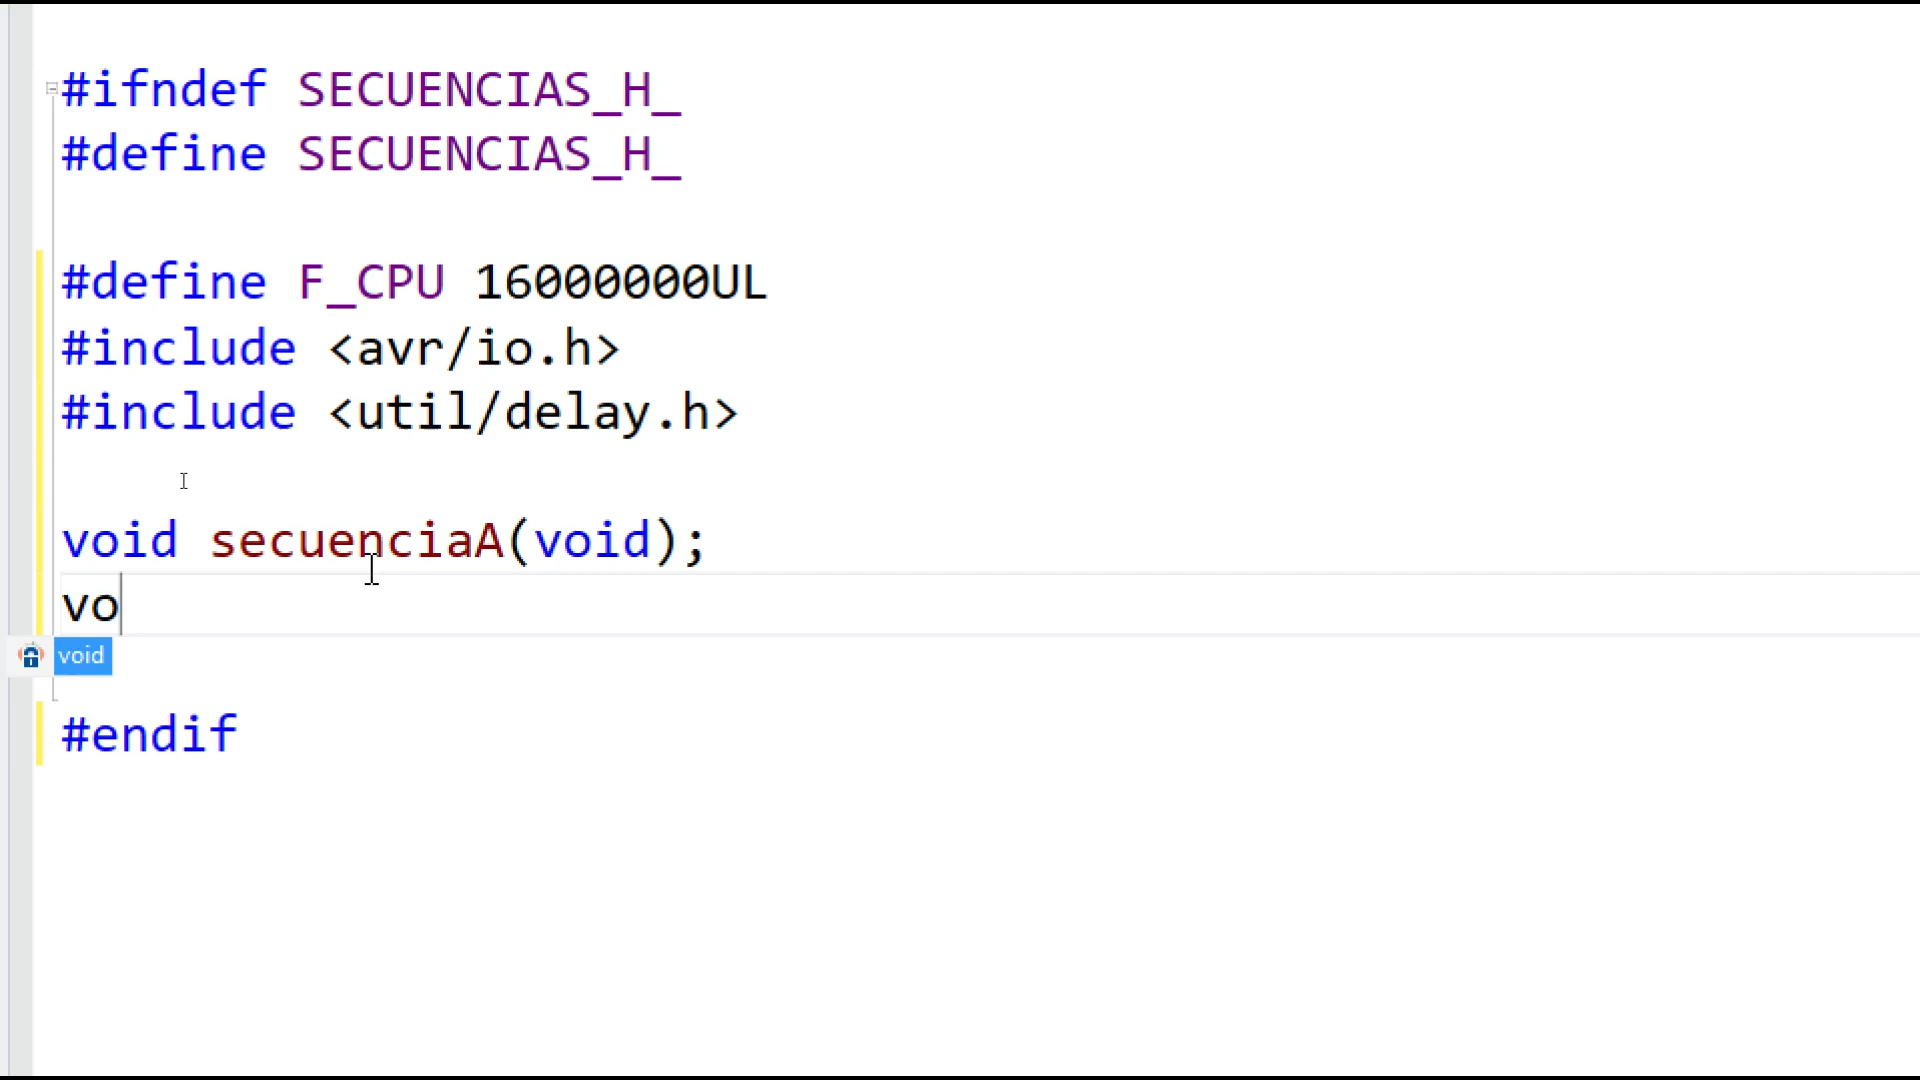 #ifndef SECUENCIAS_H_
#define SECUENCIAS_H_
#define F_CPU 16000000UL
#include <avr/io.h>
#include <util/delay.h>
void secuenciaA(void);
vo
void
#endif